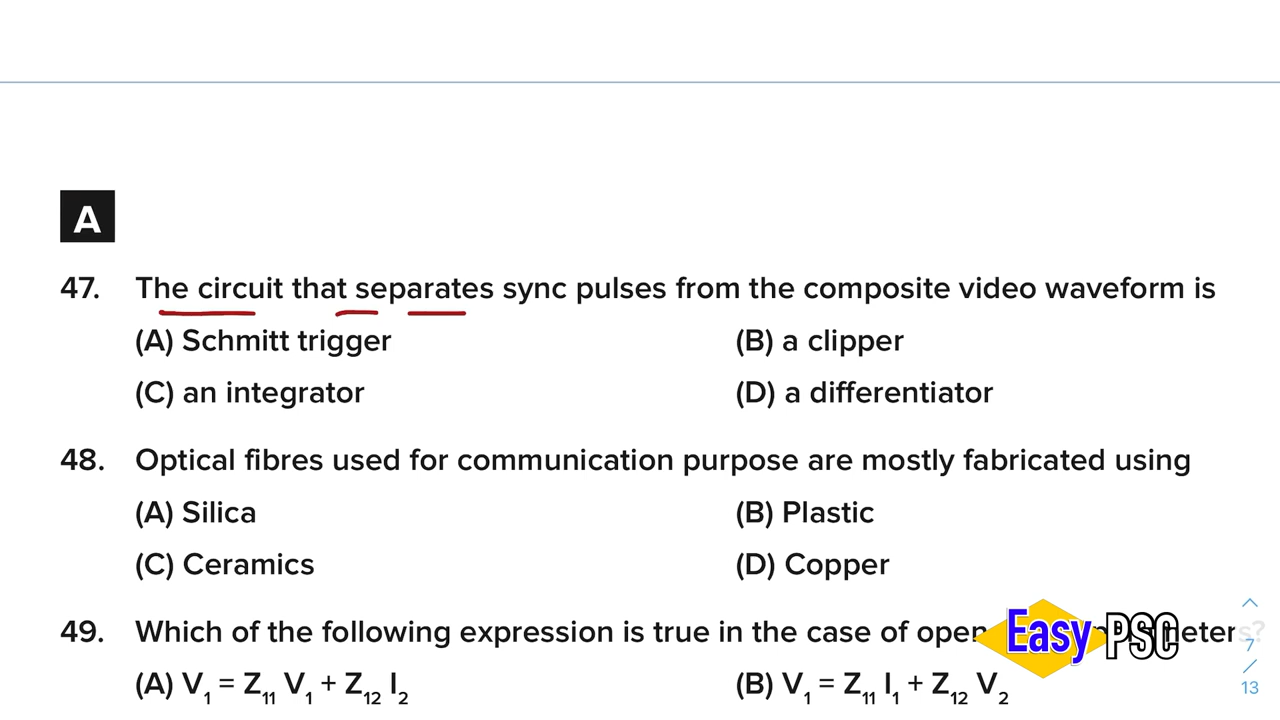 A
47. The circuit that separates sync pulses from the composite video waveform is
(A) Schmitt trigger (B) a clipper
(C) an integrator (D) a differentiator
48. Optical fibres used for communication purpose are mostly fabricated using
(A) Silica (B) Plastic
(C) Ceramics (D) Copper
49. Which of the following expression is true in the case of open
Easy PSC
(A) V₁ = Z₁₁ V₁ + Z₁₂ I₂ (B) V₁ = Z₁₁ I₁ + Z₁₂ V₂
7
/
13